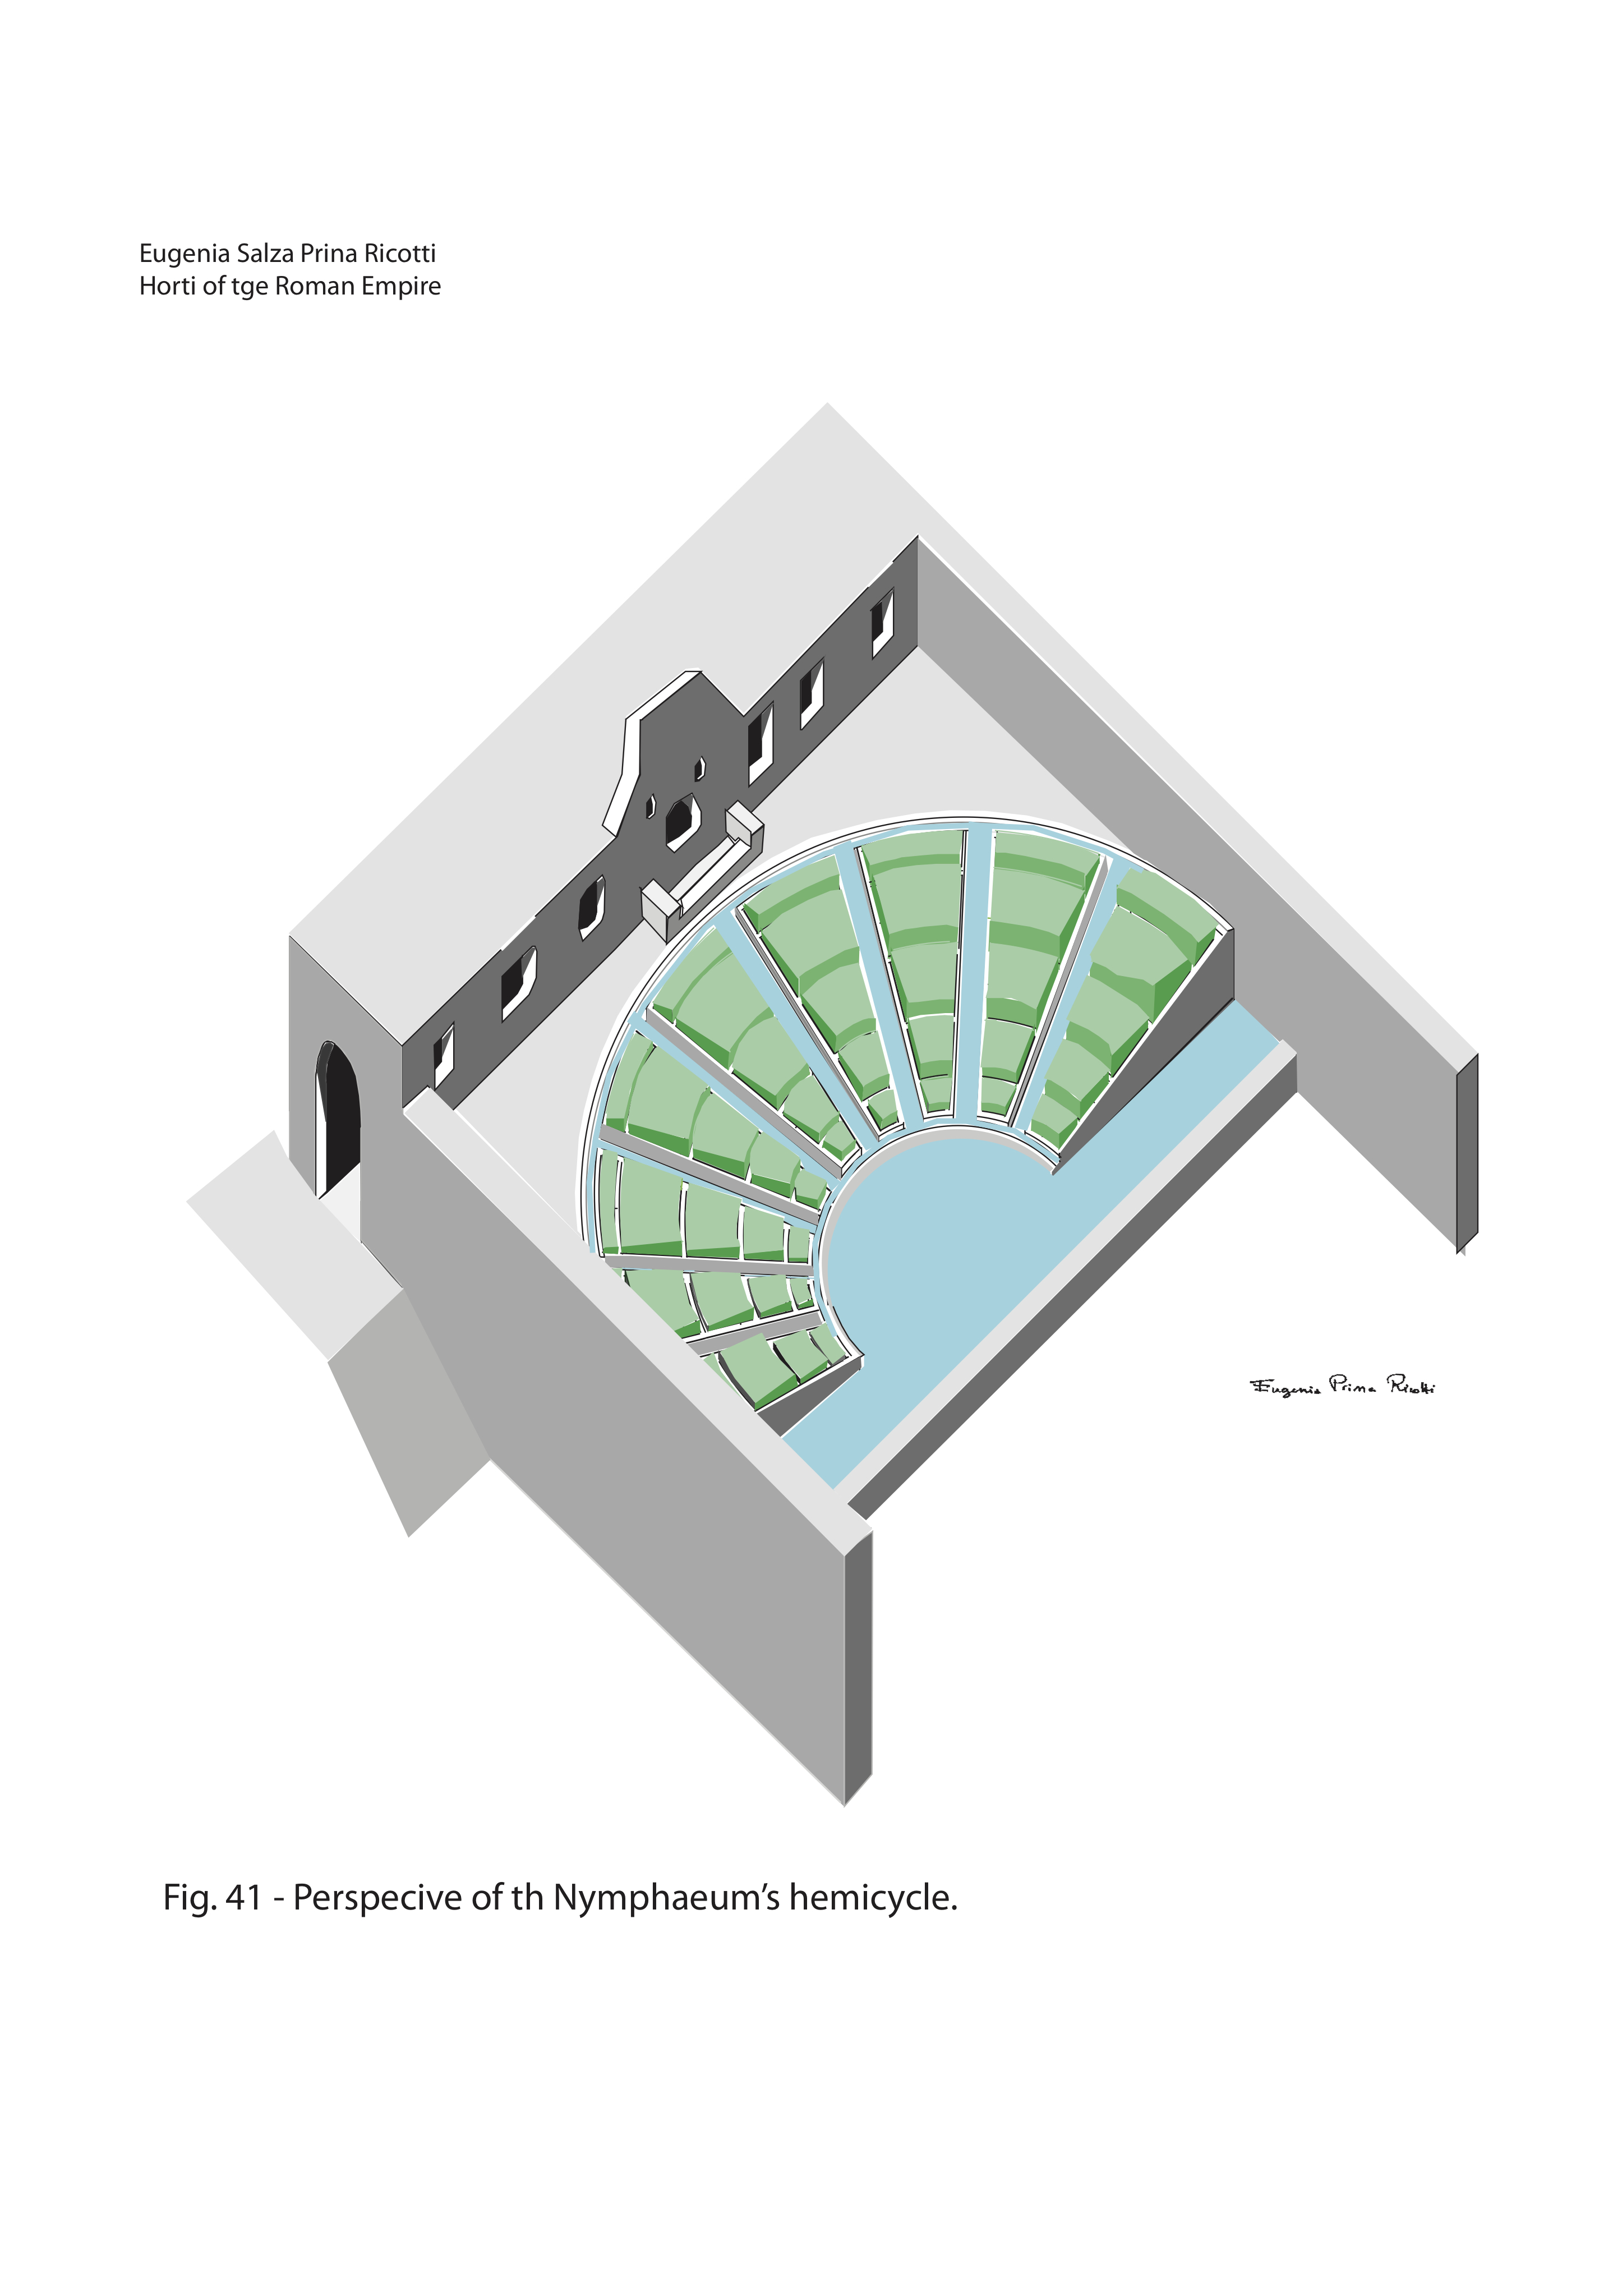 Eugenia Salza Prina Ricotti
Horti of tge Roman Empire
Eugenia Prina Ricotti
Fig. 41 - Perspecive of th Nymphaeum’s hemicycle.